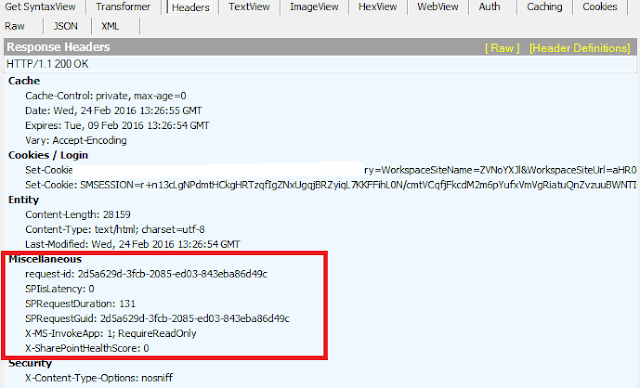 Get SyntaxView Transformer Headers TextView ImageView HexView WebView Auth Caching Cookies
Raw JSON XML
Response Headers [ Raw ] [Header Definitions]
HTTP/1.1 200 OK
Cache
Cache-Control: private, max-age=0
Date: Wed, 24 Feb 2016 13:26:55 GMT
Expires: Tue, 09 Feb 2016 13:26:54 GMT
Vary: Accept-Encoding
Cookies / Login
Set-Cookie ry=WorkspaceSiteName=ZVNoYXJl&WorkspaceSiteUrl=aHR0
Set-Cookie: SMSESSION=r+n13cLgNPdmtHCkgHRTzqfIgZNxUgqjBRZyiqL7KKFFihL0N/cmtVCqfjFkcdM2m6pYufxVmVgRiatuQnZvzuuBWNTI
Entity
Content-Length: 28159
Content-Type: text/html; charset=utf-8
Last-Modified: Wed, 24 Feb 2016 13:26:54 GMT
Miscellaneous
request-id: 2d5a629d-3fcb-2085-ed03-843eba86d49c
SPIisLatency: 0
SPRequestDuration: 131
SPRequestGuid: 2d5a629d-3fcb-2085-ed03-843eba86d49c
X-MS-InvokeApp: 1; RequireReadOnly
X-SharePointHealthScore: 0
Security
X-Content-Type-Options: nosniff